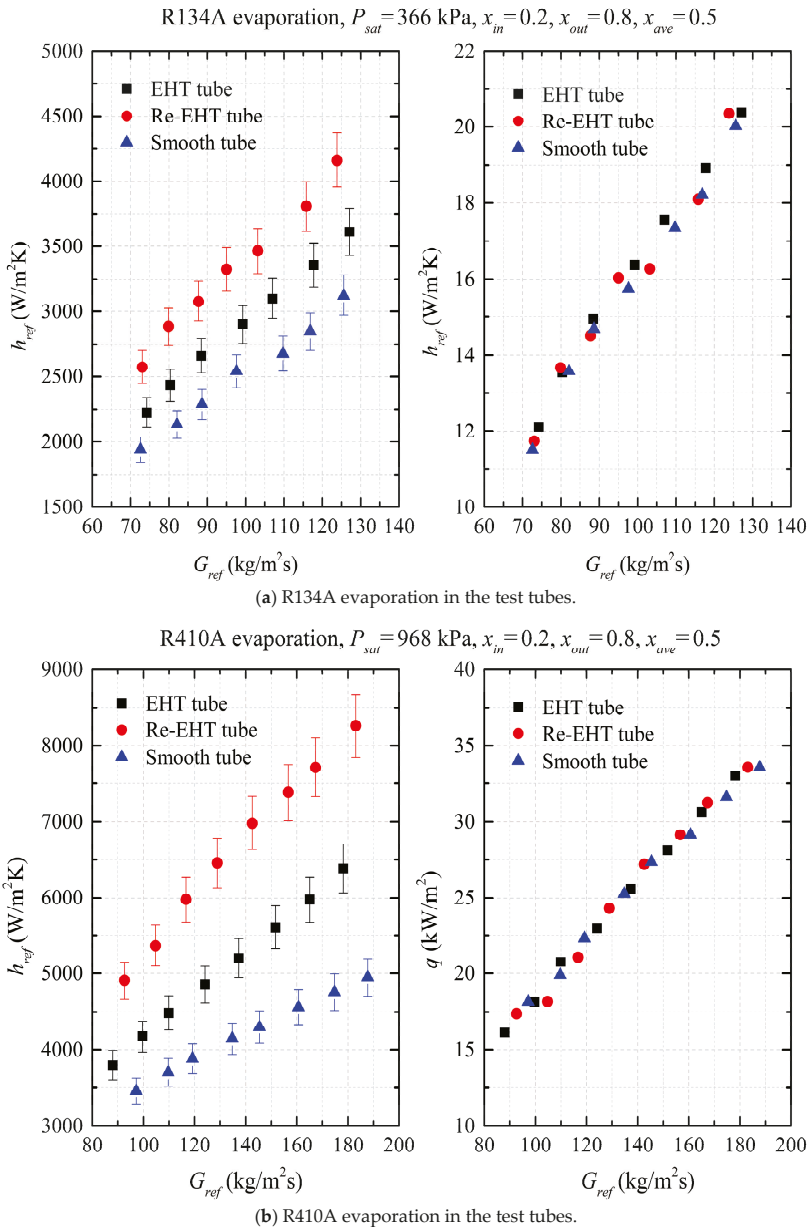 R134A evaporation, P_sat=366 kPa, x_in=0.2, x_out=0.8, x_ave=0.5
5000
4500
4000
3500
3000
2500
2000
1500
h_ref (W/m²K)
EHT tube
Re-EHT tube
Smooth tube
60 70 80 90 100 110 120 130 140
G_ref (kg/m²s)
22
20
18
16
14
12
10
h_ref (W/m²K)
EHT tube
Re-EHT tube
Smooth tube
60 70 80 90 100 110 120 130 140
G_ref (kg/m²s)
(a) R134A evaporation in the test tubes.
R410A evaporation, P_sat=968 kPa, x_in=0.2, x_out=0.8, x_ave=0.5
9000
8000
7000
6000
5000
4000
3000
h_ref (W/m²K)
EHT tube
Re-EHT tube
Smooth tube
80 100 120 140 160 180 200
G_ref (kg/m²s)
40
35
30
25
20
15
10
q (kW/m²)
EHT tube
Re-EHT tube
Smooth tube
80 100 120 140 160 180 200
G_ref (kg/m²s)
(b) R410A evaporation in the test tubes.